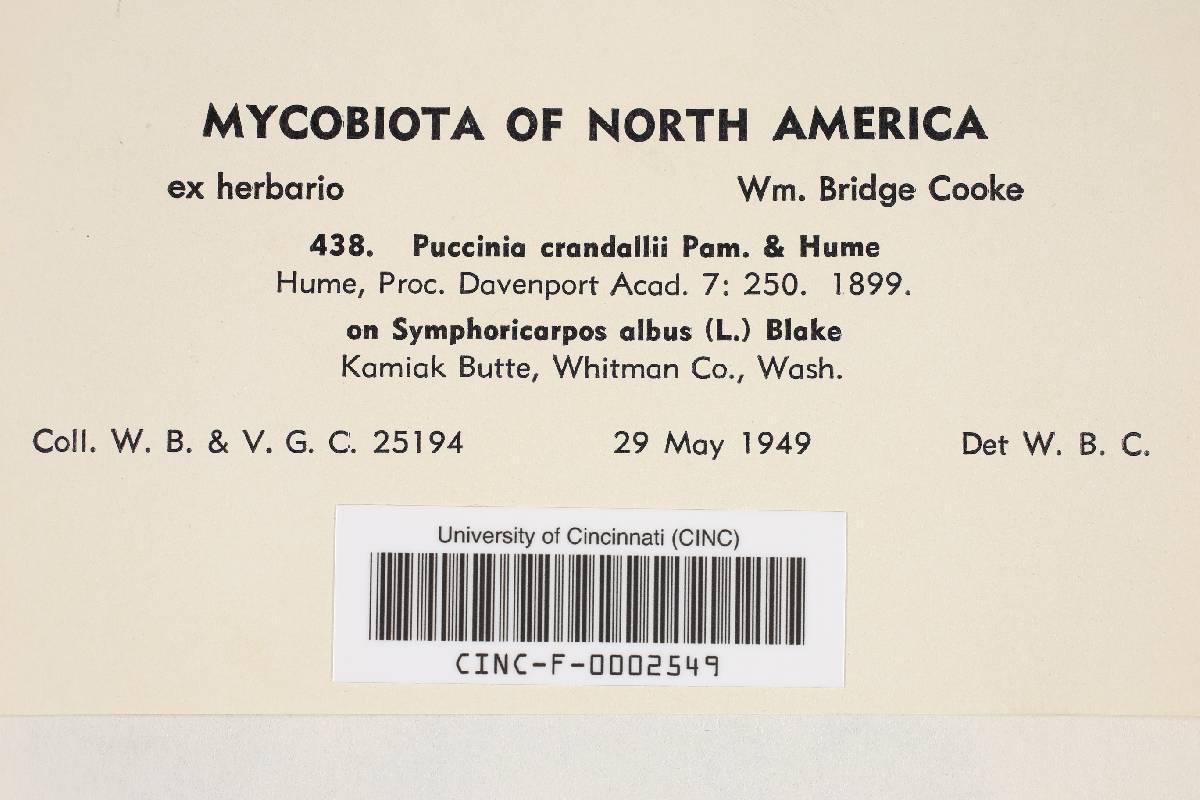 MYCOBIOTA OF NORTH AMERICA
ex herbario Wm. Bridge Cooke
438. Puccinia crandallii Pam. & Hume
Hume, Proc. Davenport Acad. 7: 250. 1899.
on Symphoricarpos albus (L.) Blake
Kamiak Butte, Whitman Co., Wash.
Coll. W. B. & V. G. C. 25194 29 May 1949 Det W. B. C.
University of Cincinnati (CINC)
CINC-F-0002549